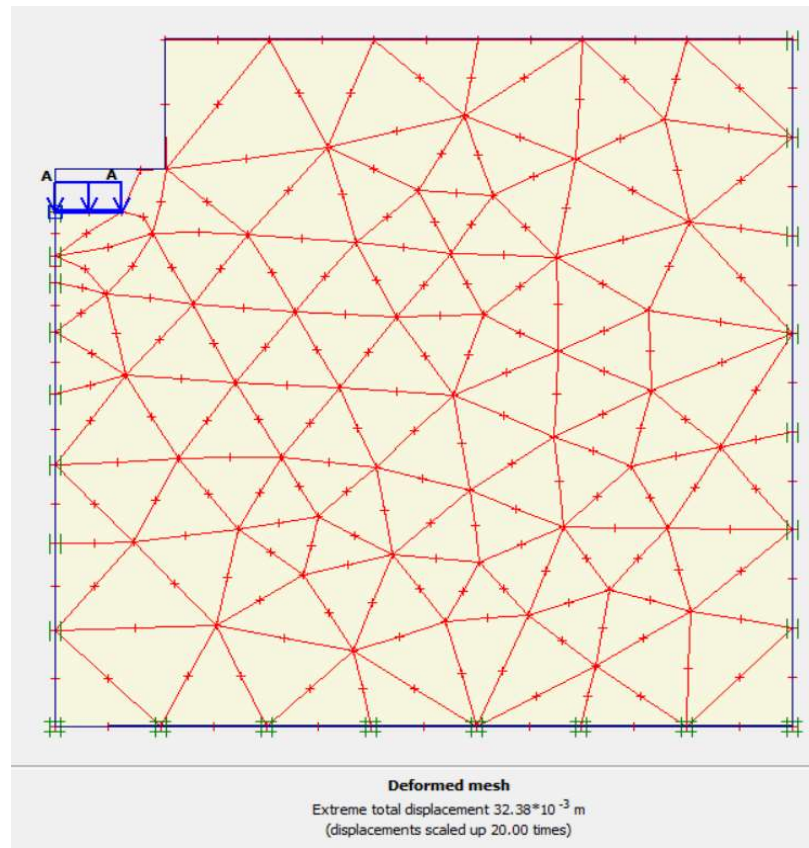 A A
Deformed mesh
Extreme total displacement 32.38*10 -3 m
(displacements scaled up 20.00 times)